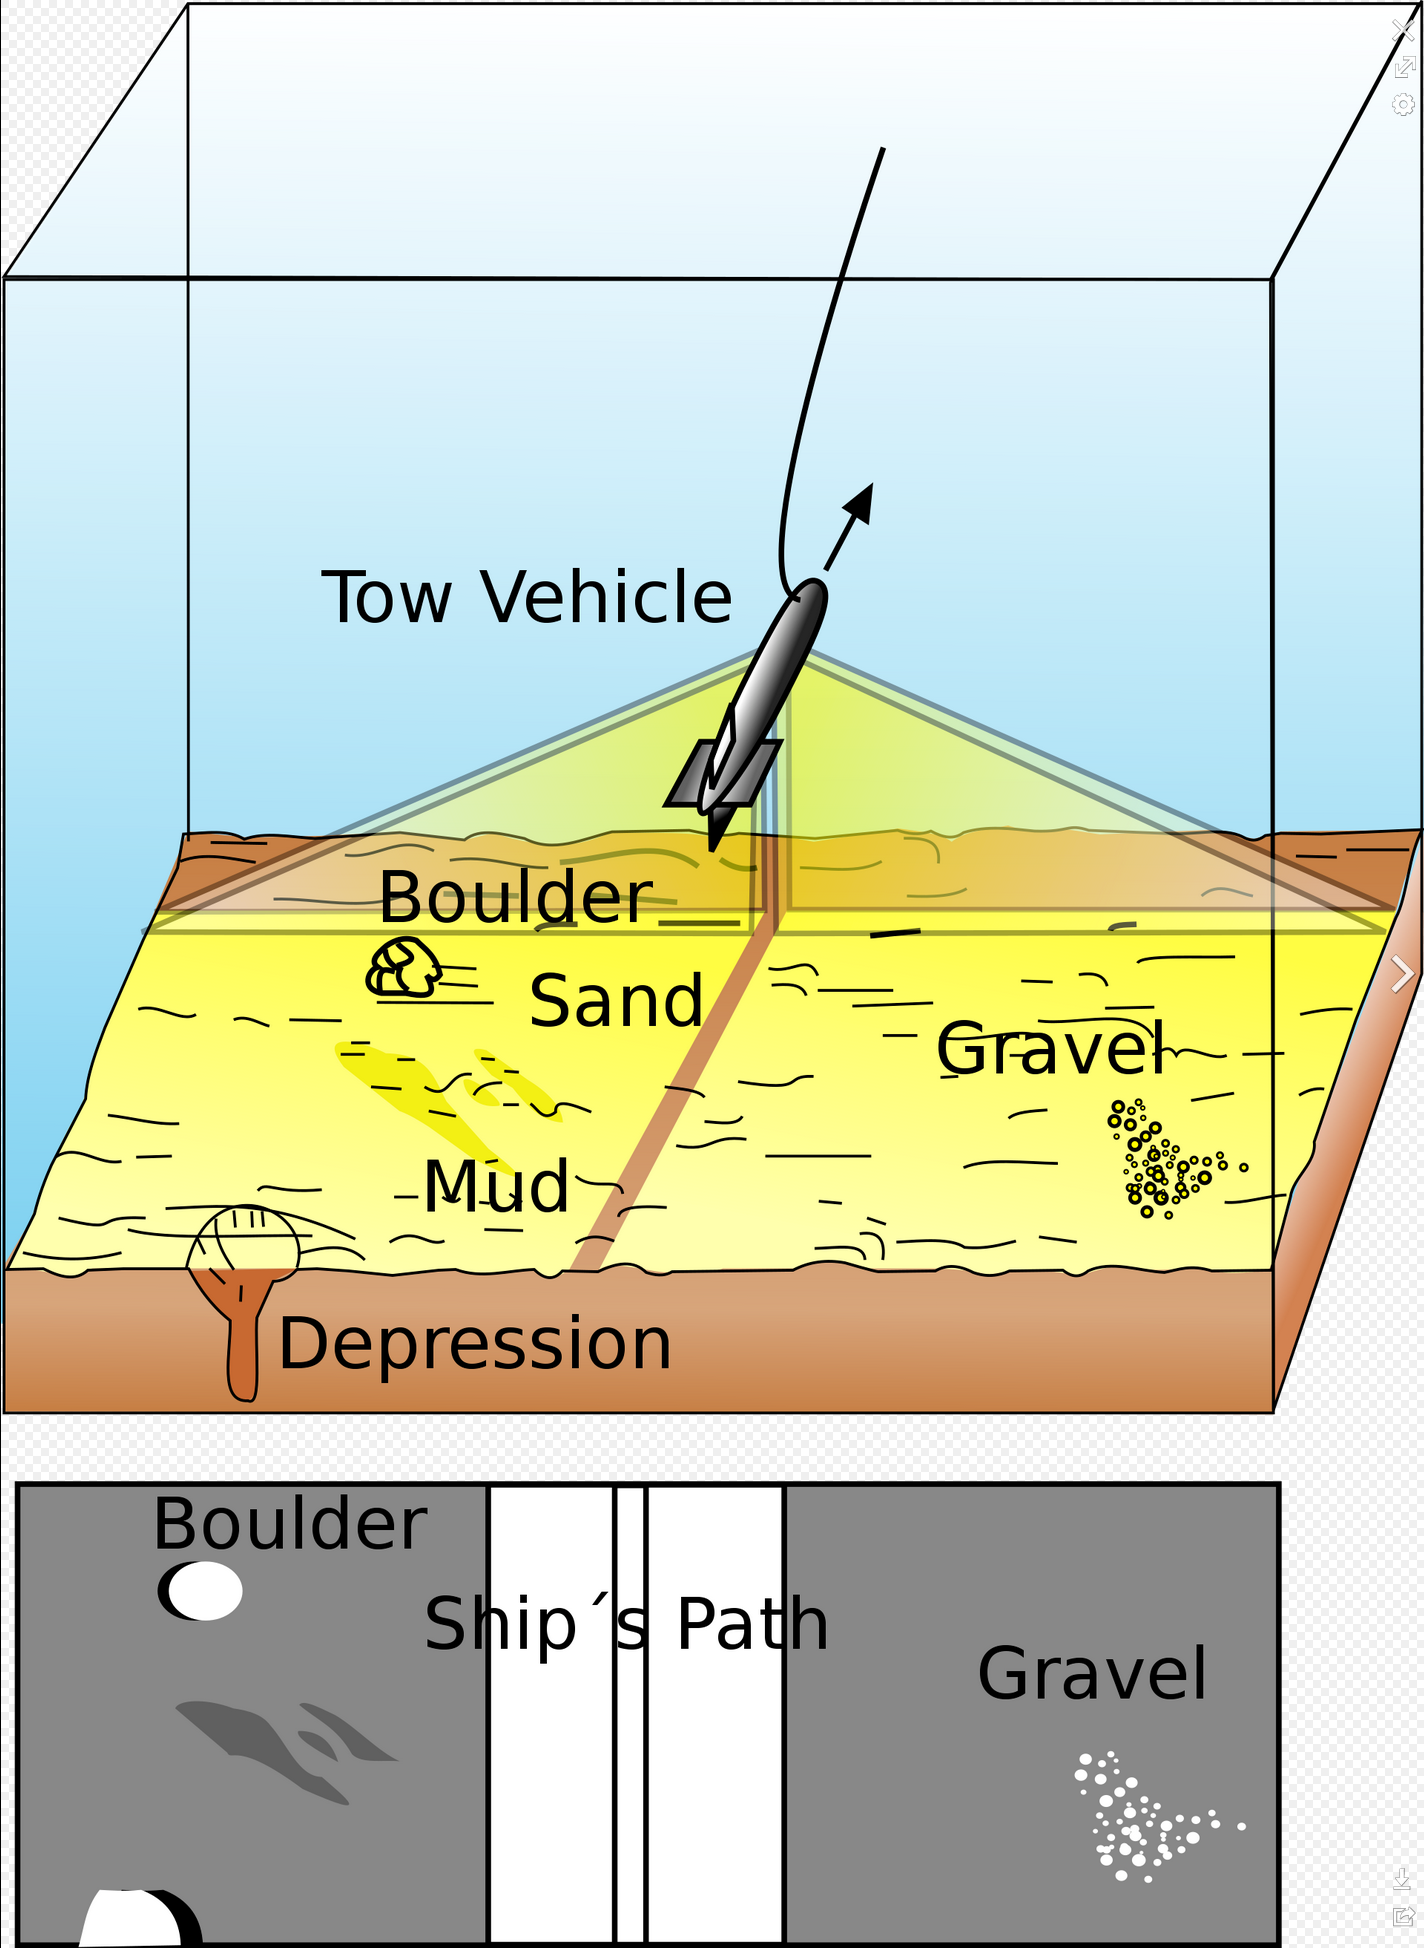 Tow Vehicle
Boulder
Sand
Gravel
Mud
Depression
Boulder
Ship´s Path
Gravel